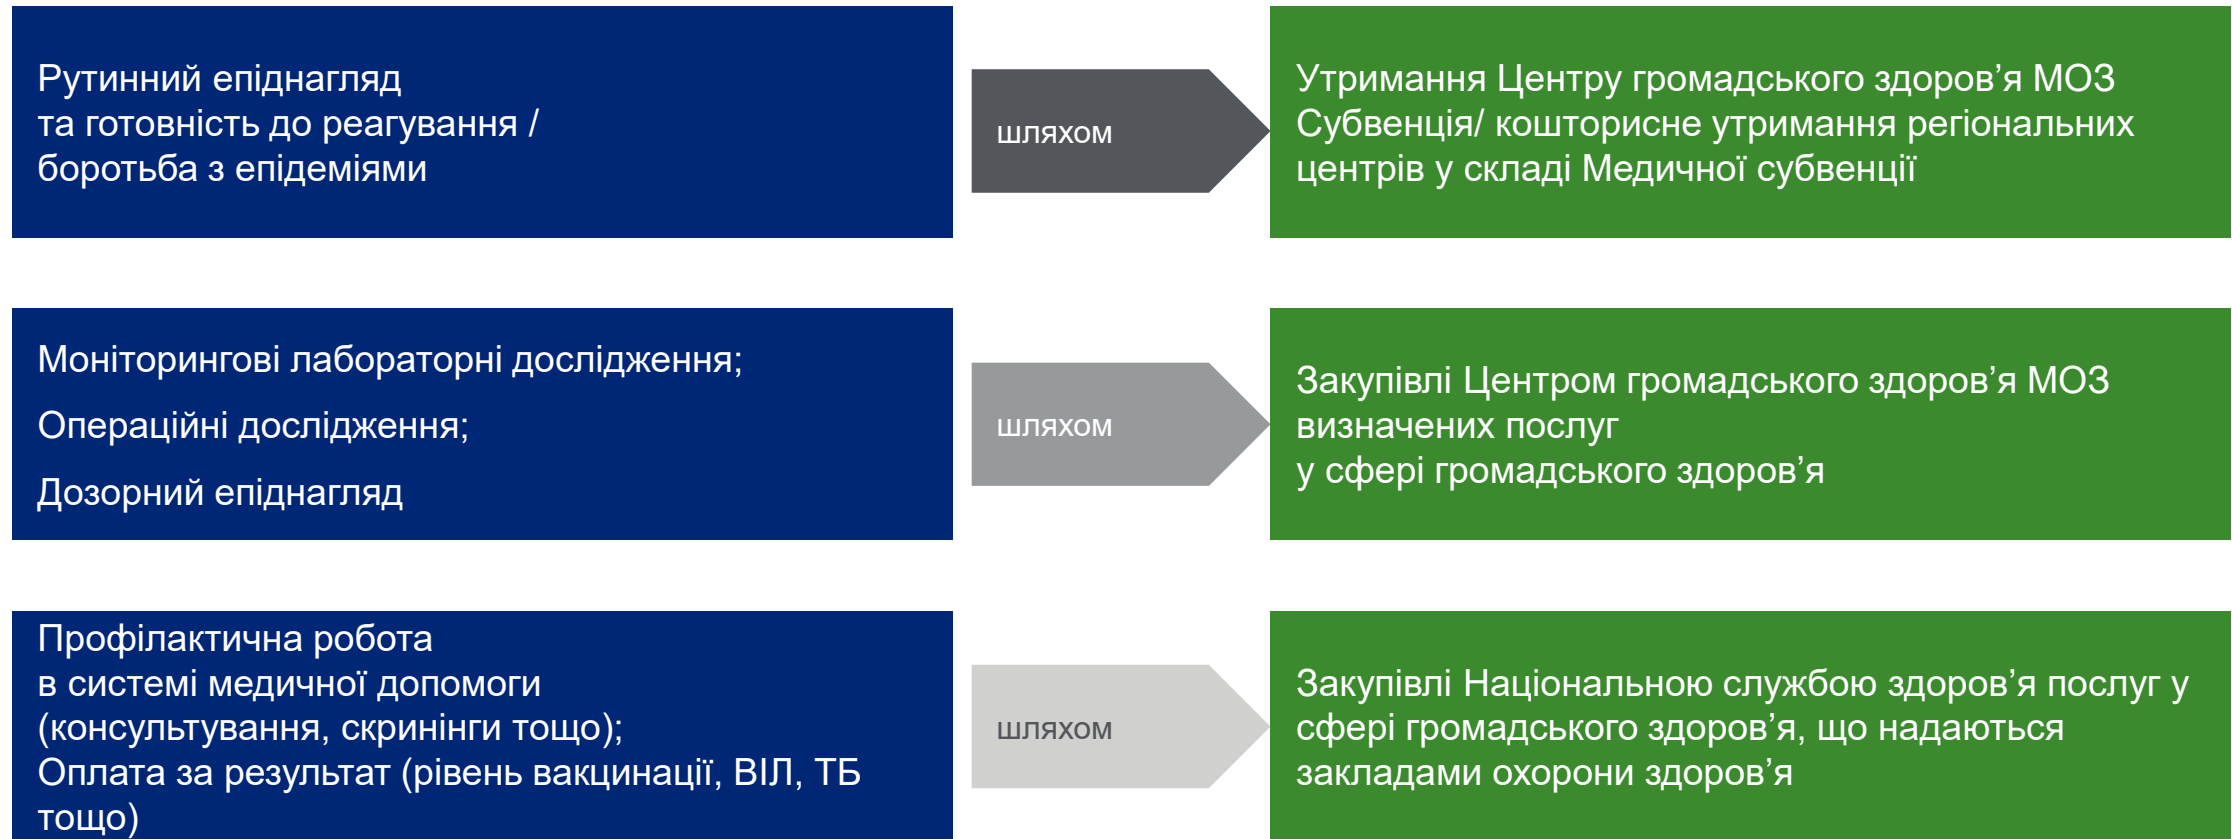 Рутинний епіднагляд
та готовність до реагування /
боротьба з епідеміями
шляхом
Утримання Центру громадського здоров’я МОЗ
Субвенція/ кошторисне утримання регіональних
центрів у складі Медичної субвенції
Моніторингові лабораторні дослідження;
Операційні дослідження;
Дозорний епіднагляд
шляхом
Закупівлі Центром громадського здоров’я МОЗ
визначених послуг
у сфері громадського здоров’я
Профілактична робота
в системі медичної допомоги
(консультування, скринінги тощо);
Оплата за результат (рівень вакцинації, ВІЛ, ТБ
тощо)
шляхом
Закупівлі Національною службою здоров’я послуг у
сфері громадського здоров’я, що надаються
закладами охорони здоров’я